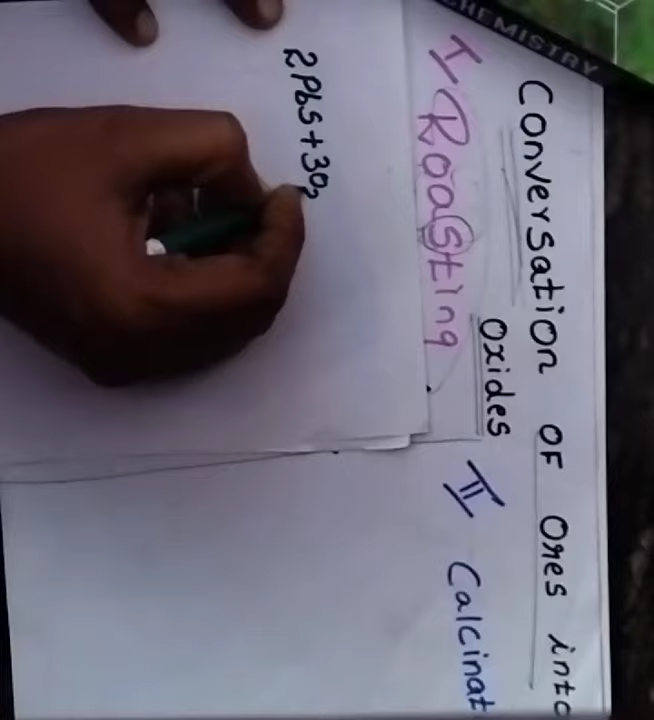 CHEMISTRY
Conversation OF Ores into
Oxides
I Roasting
II Calcinat
2PbS + 3O₂